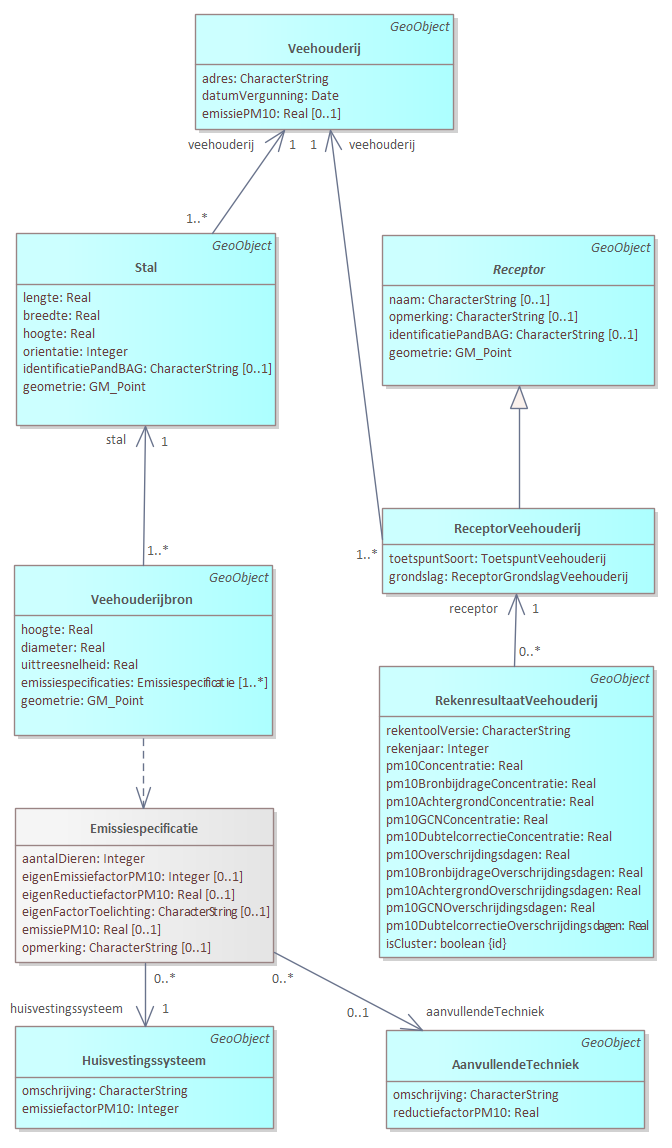 GeoObject
Veehouderij
adres: CharacterString
datumVergunning: Date
emissiePM10: Real [0..1]
veehouderij 1 1 veehouderij
1..*
GeoObject
Stal
lengte: Real
breedte: Real
hoogte: Real
orientatie: Integer
identificatiePandBAG: CharacterString [0..1]
geometrie: GM_Point
GeoObject
Receptor
naam: CharacterString [0..1]
opmerking: CharacterString [0..1]
identificatiePandBAG: CharacterString [0..1]
geometrie: GM_Point
stal 1
1..*
1..*
ReceptorVeehouderij
toetspuntSoort: ToetspuntVeehouderij
grondslag: ReceptorGrondslagVeehouderij
receptor 1
0..*
GeoObject
Veehouderijbron
hoogte: Real
diameter: Real
uittreesnelheid: Real
emissiespecificaties: Emissiespecificatie [1..*]
geometrie: GM_Point
GeoObject
RekenresultaatVeehouderij
rekentoolVersie: CharacterString
rekenjaar: Integer
pm10Concentratie: Real
pm10BronbijdrageConcentratie: Real
pm10AchtergrondConcentratie: Real
pm10GCNConcentratie: Real
pm10DubtelcorrectieConcentratie: Real
pm10Overschrijdingsdagen: Real
pm10BronbijdrageOverschrijdingsdagen: Real
pm10AchtergrondOverschrijdingsdagen: Real
pm10GCNOverschrijdingsdagen: Real
pm10DubtelcorrectieOverschrijdingsdagen: Real
isCluster: boolean {id}
Emissiespecificatie
aantalDieren: Integer
eigenEmissiefactorPM10: Integer [0..1]
eigenReductiefactorPM10: Real [0..1]
eigenFactorToelichting: CharacterString [0..1]
emissiePM10: Real [0..1]
opmerking: CharacterString [0..1]
0..* 0..*
huisvestingssysteem 1
0..1 aanvullendeTechniek
GeoObject
Huisvestingssysteem
omschrijving: CharacterString
emissiefactorPM10: Integer
GeoObject
AanvullendeTechniek
omschrijving: CharacterString
reductiefactorPM10: Real